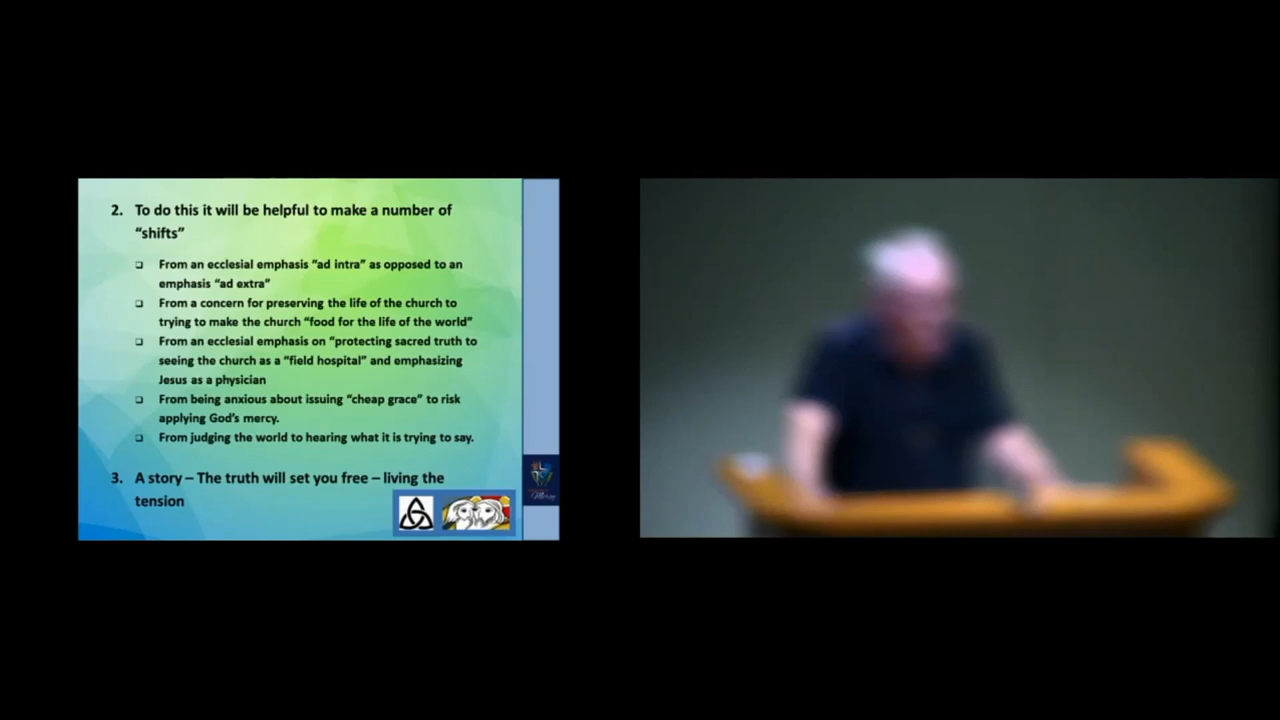 2. To do this it will be helpful to make a number of
“shifts”
❑ From an ecclesial emphasis “ad intra” as opposed to an
emphasis “ad extra”
❑ From a concern for preserving the life of the church to
trying to make the church “food for the life of the world”
❑ From an ecclesial emphasis on “protecting sacred truth to
seeing the church as a “field hospital” and emphasizing
Jesus as a physician
❑ From being anxious about issuing “cheap grace” to risk
applying God’s mercy.
❑ From judging the world to hearing what it is trying to say.
3. A story – The truth will set you free – living the
tension
Mercy